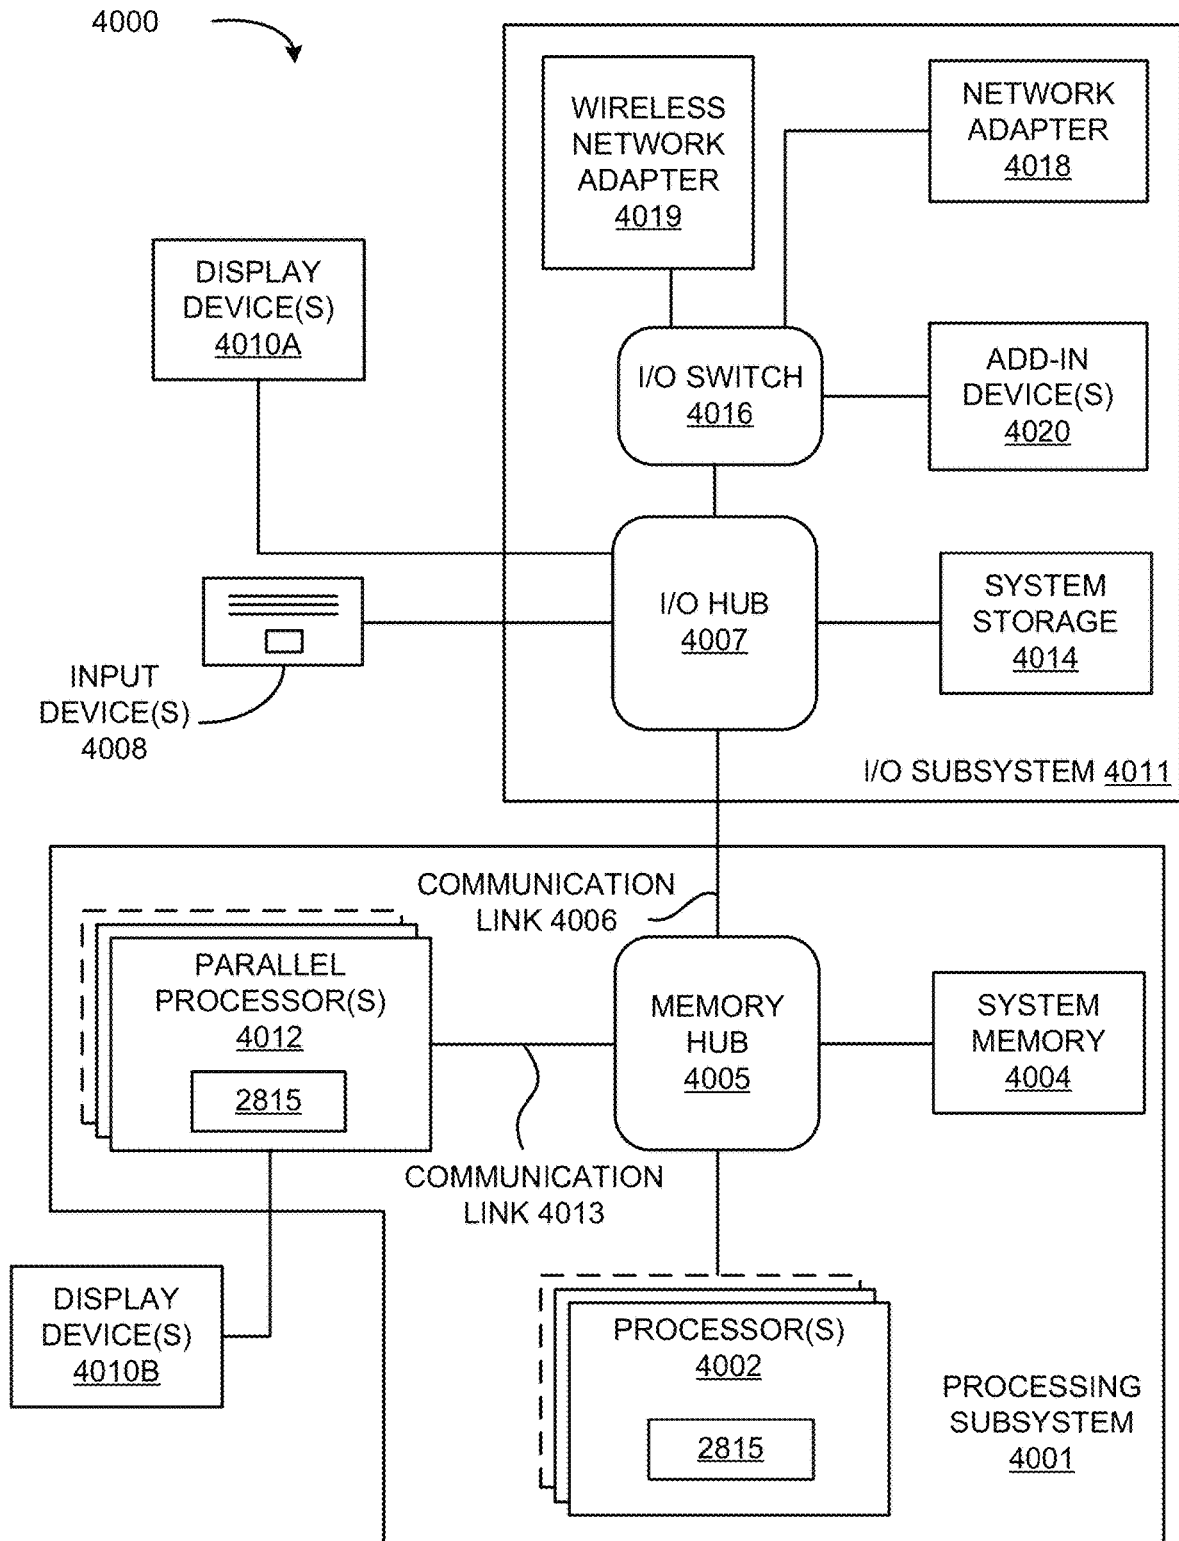 4000
WIRELESS
NETWORK
ADAPTER
4019
NETWORK
ADAPTER
4018
DISPLAY
DEVICE(S)
4010A
I/O SWITCH
4016
ADD-IN
DEVICE(S)
4020
I/O HUB
4007
SYSTEM
STORAGE
4014
INPUT
DEVICE(S)
4008
I/O SUBSYSTEM 4011
COMMUNICATION
LINK 4006
PARALLEL
PROCESSOR(S)
4012
2815
MEMORY
HUB
4005
SYSTEM
MEMORY
4004
COMMUNICATION
LINK 4013
DISPLAY
DEVICE(S)
4010B
PROCESSOR(S)
4002
2815
PROCESSING
SUBSYSTEM
4001